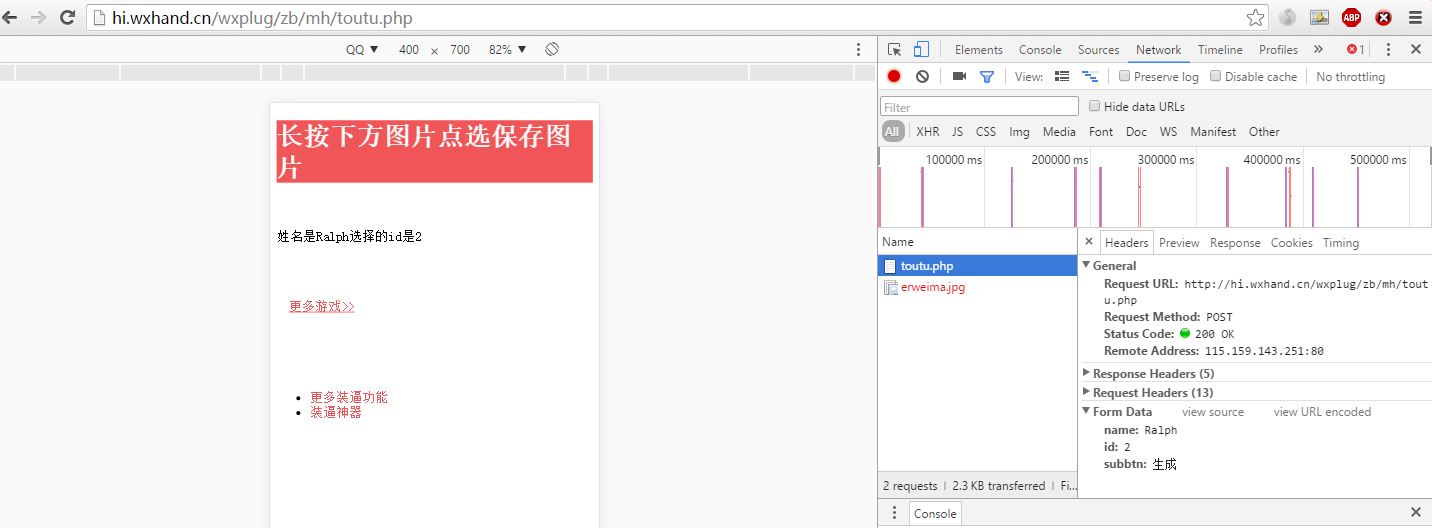 hi.wxhand.cn/wxplug/zb/mh/toutu.php
ABP
QQ ▼ 400 × 700 82% ▼
长按下方图片点选保存图
片
姓名是Ralph选择的id是2
更多游戏>>
更多装逼功能
装逼神器
Elements Console Sources Network Timeline Profiles » 1
View: Preserve log Disable cache No throttling
Filter Hide data URLs
All XHR JS CSS Img Media Font Doc WS Manifest Other
100000 ms 200000 ms 300000 ms 400000 ms 500000 ms
Name
toutu.php
erweima.jpg
2 requests | 2.3 KB transferred | Fi...
× Headers Preview Response Cookies Timing
General
Request URL: http://hi.wxhand.cn/wxplug/zb/mh/tout
u.php
Request Method: POST
Status Code: 200 OK
Remote Address: 115.159.143.251:80
Response Headers (5)
Request Headers (13)
Form Data view source view URL encoded
name: Ralph
id: 2
subbtn: 生成
Console